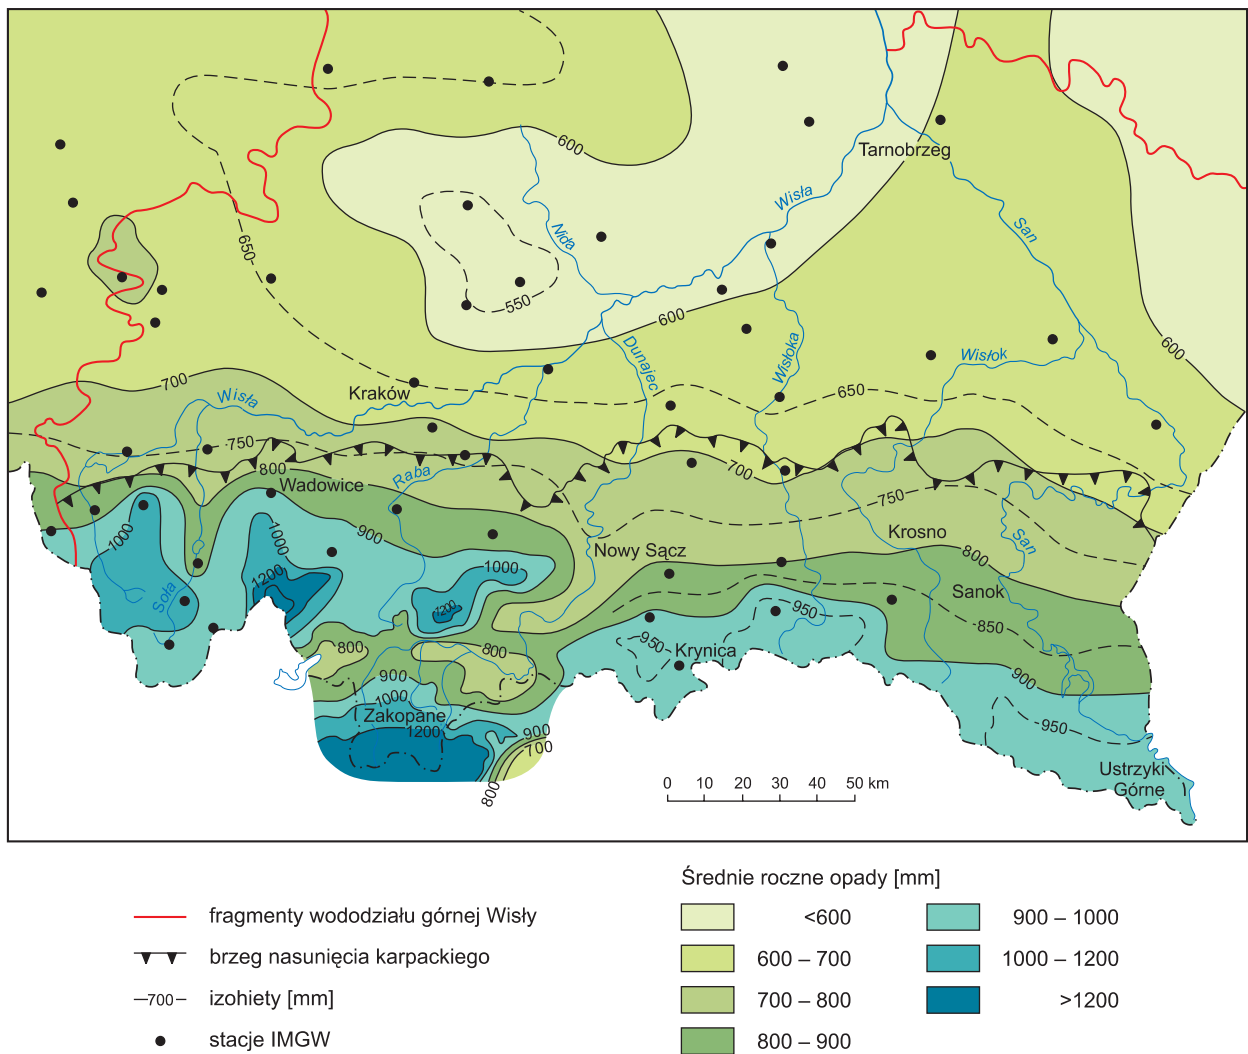 600
Tarnobrzeg
Wisła
San
Nida
650
550
600
600
Dunajec
Wisłoka
Wisłok
700
Kraków
650
Wisła
750
800
Raba
700
Wadowice
750
1000
1000
900
Krosno
San
Nowy Sącz
800
1200
1000
Sanok
Soła
1200
950
850
800
800
950
Krynica
900
900
1000
Zakopane
1200
900
950
700
800
Ustrzyki
Górne
0 10 20 30 40 50 km
Średnie roczne opady [mm]
fragmenty wododziału górnej Wisły
<600
900 – 1000
brzeg nasunięcia karpackiego
600 – 700
1000 – 1200
700
izohiety [mm]
700 – 800
>1200
stacje IMGW
800 – 900